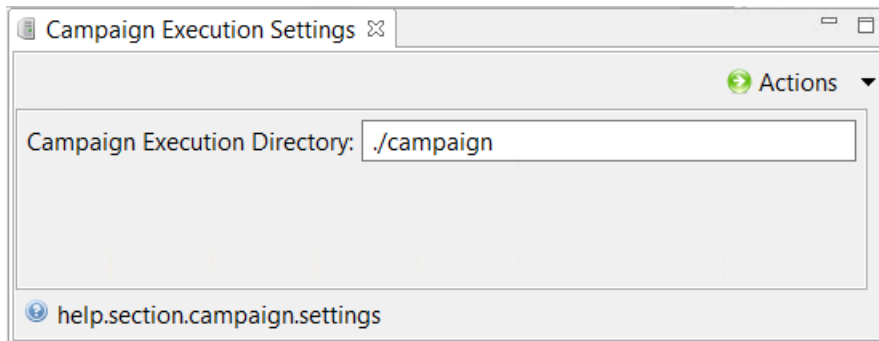 Campaign Execution Settings
Actions
Campaign Execution Directory: ./campaign
help.section.campaign.settings